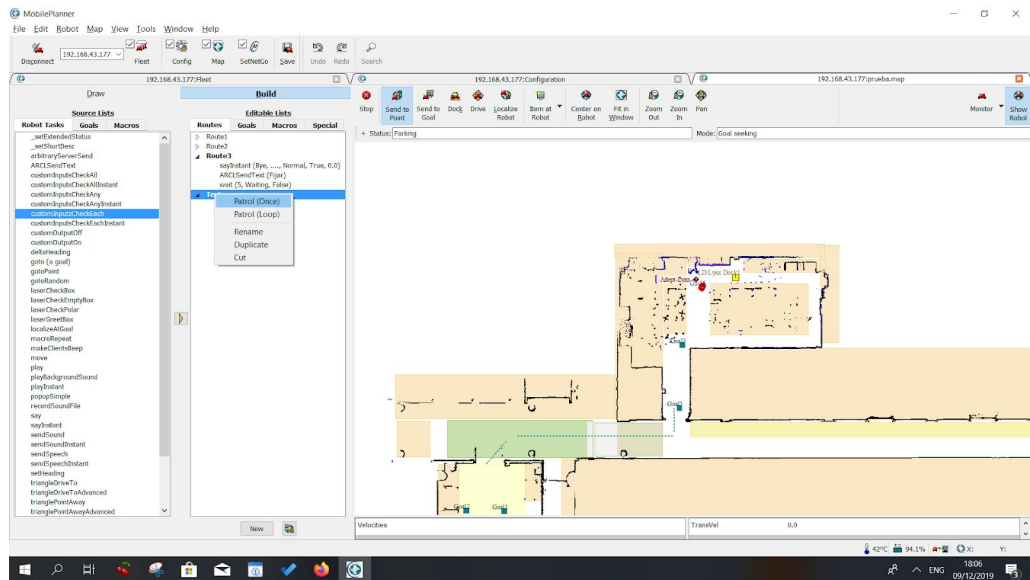 MobilePlanner
File Edit Robot Map View Tools Window Help
Disconnect 192.168.43.177 Fleet Config Map SetNetGo Save Undo Redo Search
192.168.43.177:Fleet
192.168.43.177:Configuration
192.168.43.177:prueba.map
Draw
Build
Source Lists
Editable Lists
Robot Tasks Goals Macros
Routes Goals Macros Special
_setExtendedStatus
_setShortDesc
arbitraryServerSend
ARCLSendText
customInputsCheckAll
customInputsCheckAllInstant
customInputsCheckAny
customInputsCheckAnyInstant
customInputsCheckEach
customInputsCheckEachInstant
customOutputOff
customOutputOn
deltaHeading
goto (a goal)
gotoPoint
gotoRandom
laserCheckBox
laserCheckEmptyBox
laserCheckPolar
laserGreetBox
localizeAtGoal
macroRepeat
makeClientsBeep
move
play
playBackgroundSound
playInstant
popupSimple
recordSoundFile
say
sayInstant
sendSound
sendSoundInstant
sendSpeech
sendSpeechInstant
setHeading
triangleDriveTo
triangleDriveToAdvanced
trianglePointAway
trianglePointAwayAdvanced
Route1
Route2
Route3
sayInstant (Bye, ...., Normal, True, 0.0)
ARCLSendText (Fijar)
wait (5, Waiting, False)
Patrol (Once)
Patrol (Loop)
Rename
Duplicate
Cut
New
Stop Send to Point Send to Goal Dock Drive Localize Robot Item at Robot Center on Robot Fit in Window Zoom Out Zoom In Pan Monitor Show Robot
+ Status: Parking
Mode: Goal seeking
Velocities
TransVel 0.0
42°C 94.1% X: Y:
ENG
18:06
09/12/2019